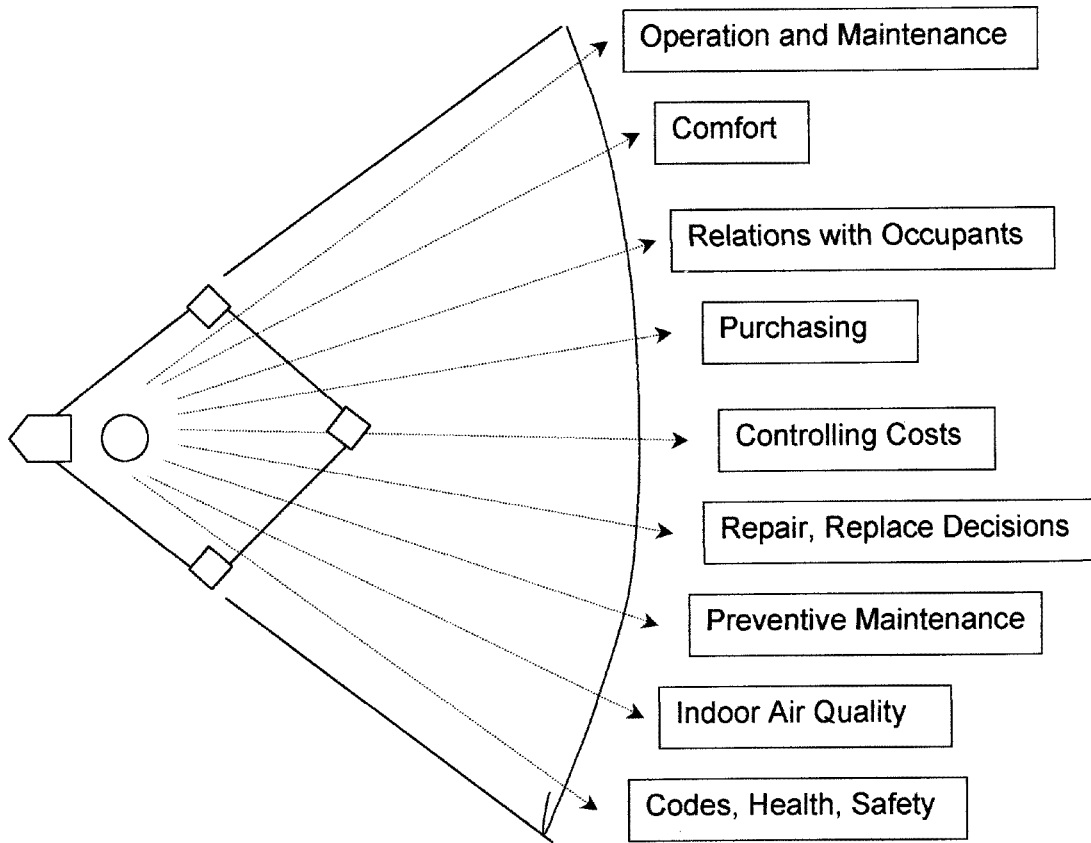 Operation and Maintenance
Comfort
Relations with Occupants
Purchasing
Controlling Costs
Repair, Replace Decisions
Preventive Maintenance
Indoor Air Quality
Codes, Health, Safety